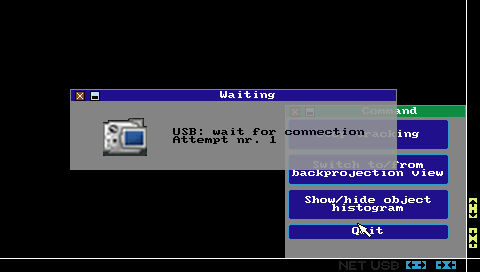 Waiting
USB: wait for connection
Attempt nr. 1
Command
Switch to/from
backprojection view
Show/hide object
histogram
Quit
NET USB